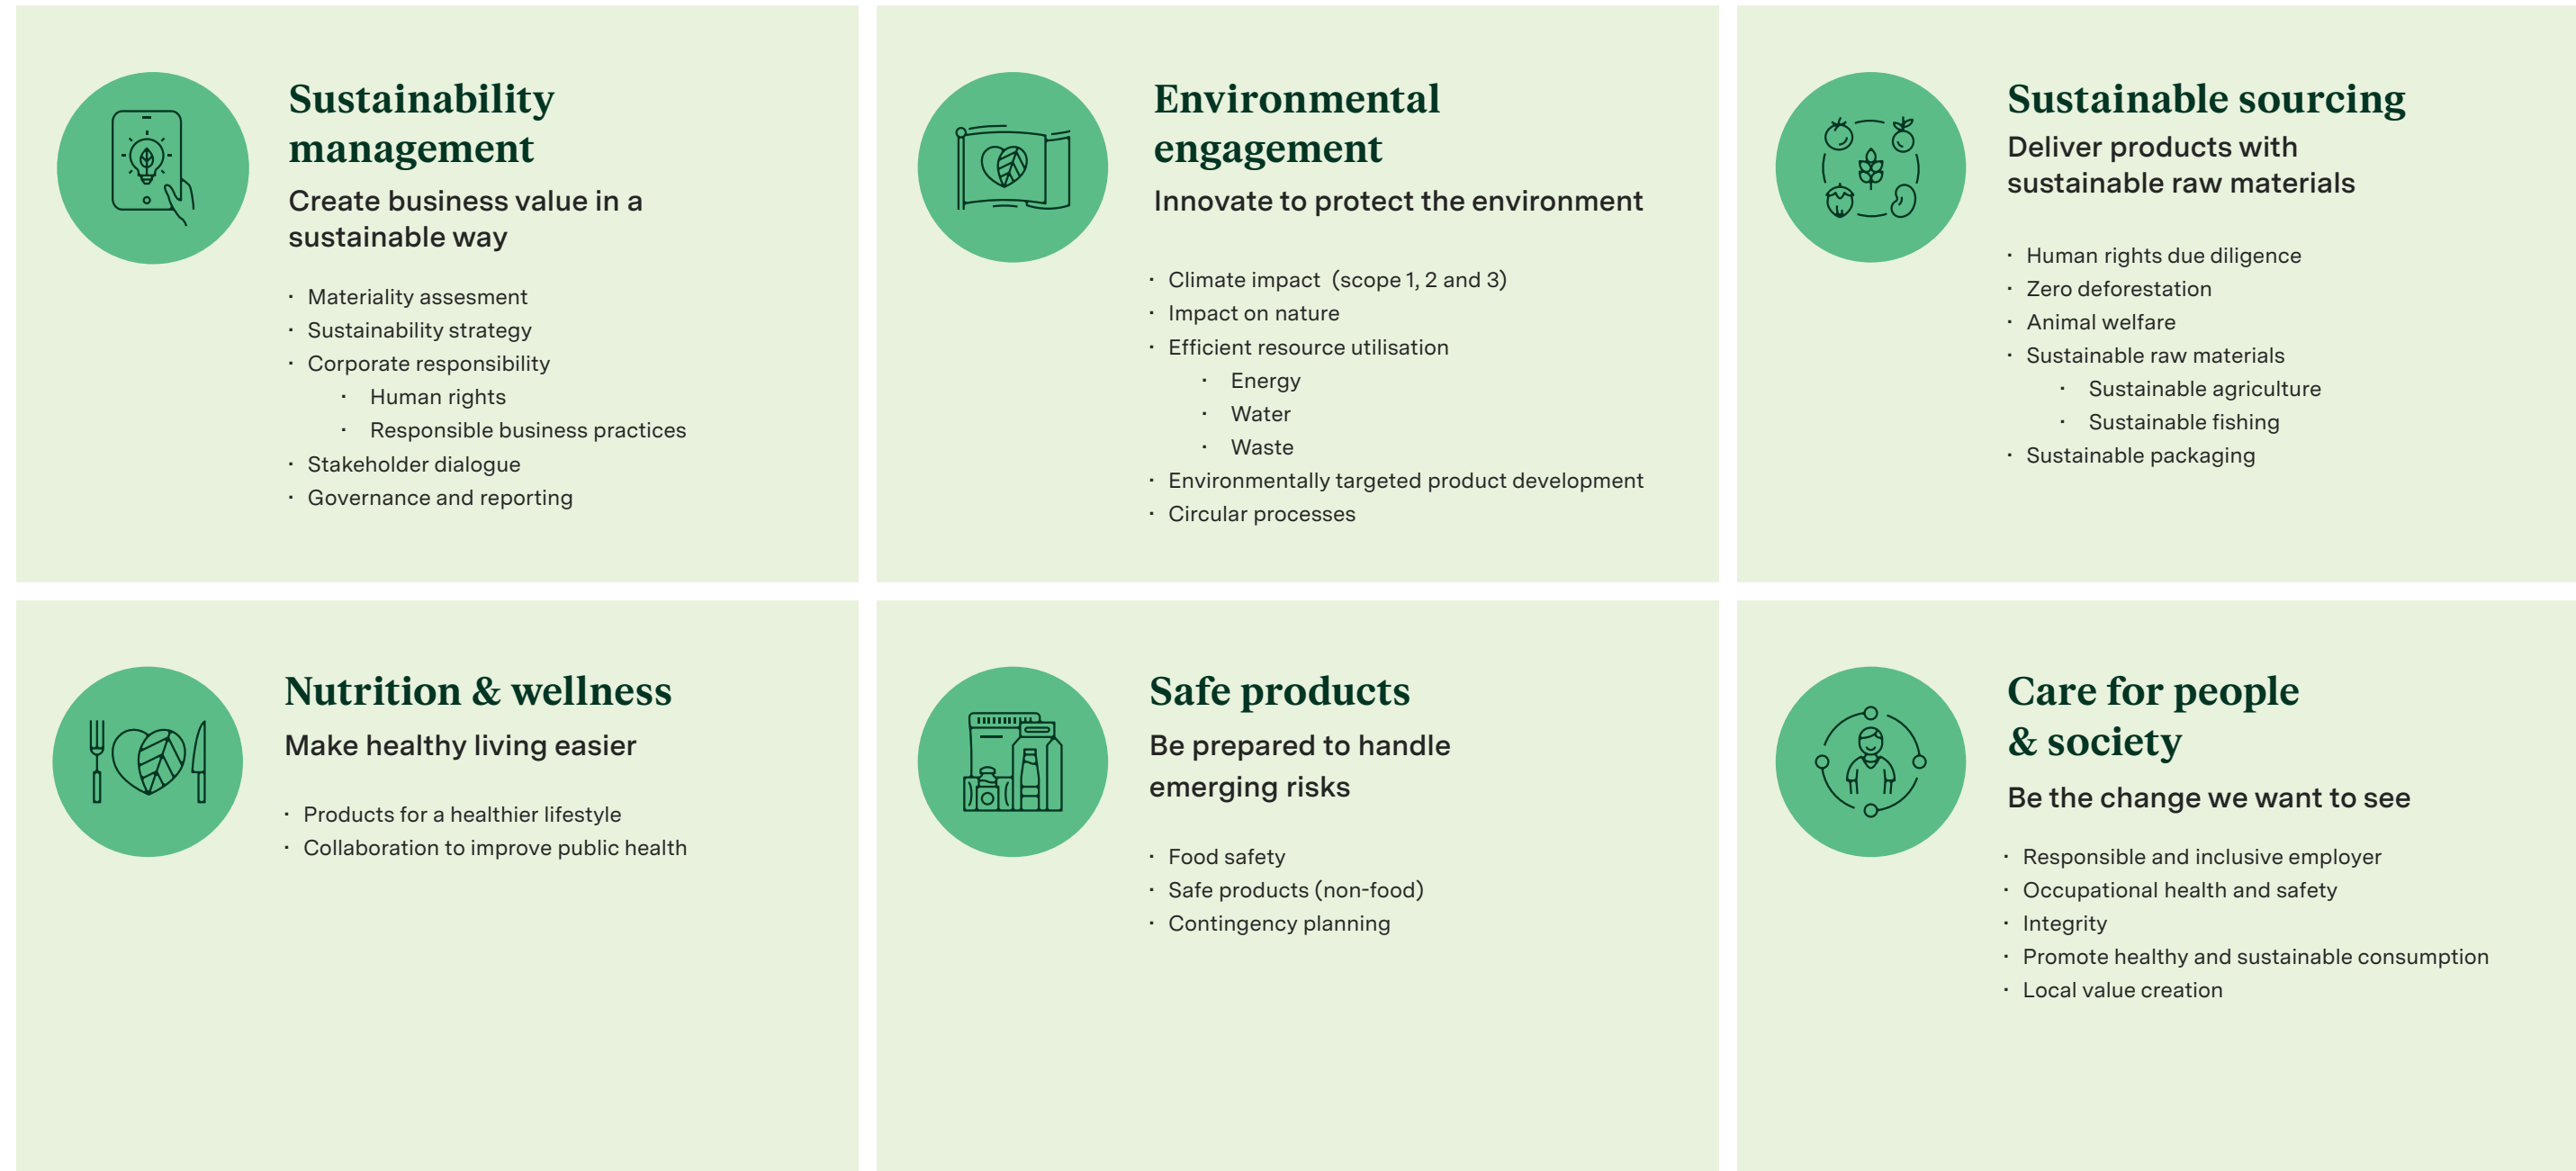 Sustainability
management
Create business value in a
sustainable way
· Materiality assesment
· Sustainability strategy
· Corporate responsibility
· Human rights
· Responsible business practices
· Stakeholder dialogue
· Governance and reporting
Environmental
engagement
Innovate to protect the environment
· Climate impact (scope 1, 2 and 3)
· Impact on nature
· Efficient resource utilisation
· Energy
· Water
· Waste
· Environmentally targeted product development
· Circular processes
Sustainable sourcing
Deliver products with
sustainable raw materials
· Human rights due diligence
· Zero deforestation
· Animal welfare
· Sustainable raw materials
· Sustainable agriculture
· Sustainable fishing
· Sustainable packaging
Nutrition & wellness
Make healthy living easier
· Products for a healthier lifestyle
· Collaboration to improve public health
Safe products
Be prepared to handle
emerging risks
· Food safety
· Safe products (non-food)
· Contingency planning
Care for people
& society
Be the change we want to see
· Responsible and inclusive employer
· Occupational health and safety
· Integrity
· Promote healthy and sustainable consumption
· Local value creation